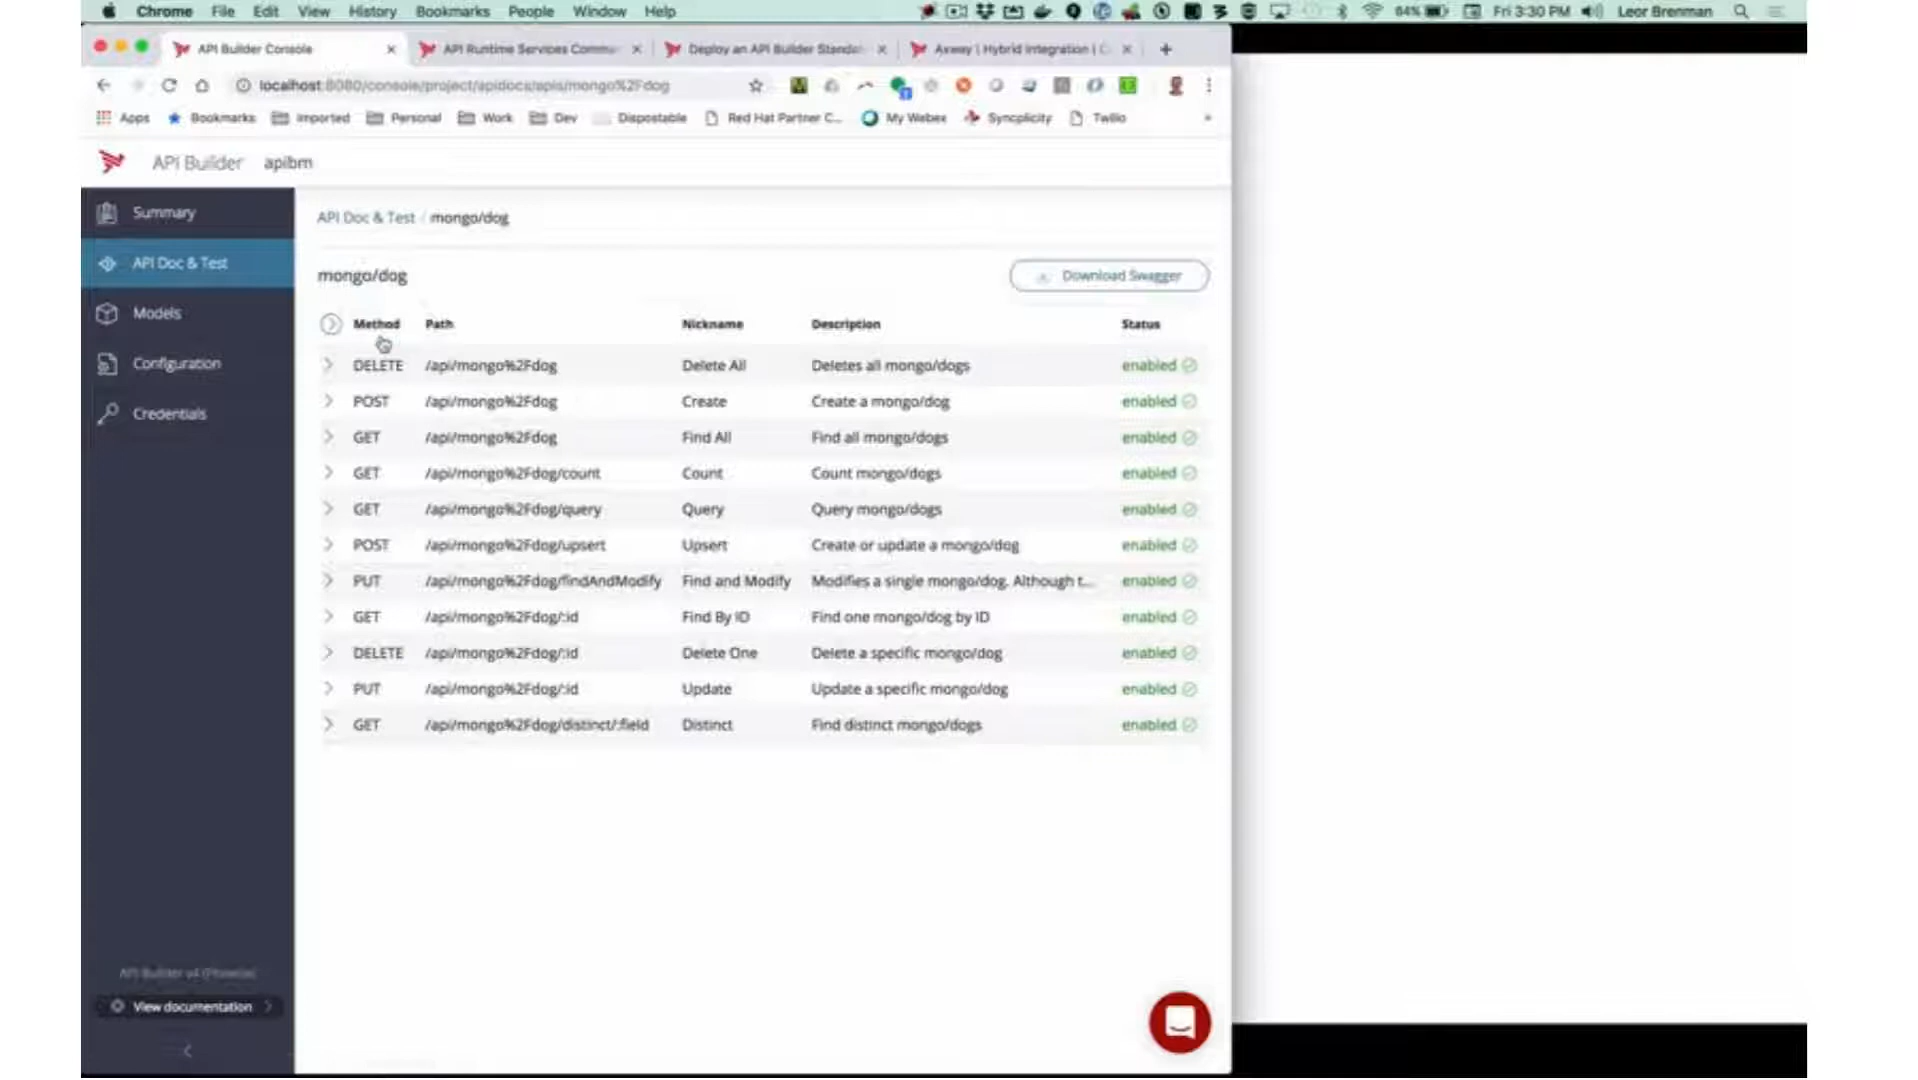 Chrome File Edit View History Bookmarks People Window Help 64% Fri 3:30 PM Leor Brenman
API Builder Console API Runtime Services Comma Deploy an API Builder Standal Axway | Hybrid Integration | C
localhost:8080/console/project/apidocs/apis/mongo%2Fdog
Apps Bookmarks Imported Personal Work Dev Dispostable Red Hat Partner C... My Webex Syncplicity Twilio
API Builder apibm
Summary
API Doc & Test
Models
Configuration
Credentials
API Builder v4 (Phoenix)
View documentation
API Doc & Test / mongo/dog
mongo/dog Download Swagger
Method Path Nickname Description Status
DELETE /api/mongo%2Fdog Delete All Deletes all mongo/dogs enabled
POST /api/mongo%2Fdog Create Create a mongo/dog enabled
GET /api/mongo%2Fdog Find All Find all mongo/dogs enabled
GET /api/mongo%2Fdog/count Count Count mongo/dogs enabled
GET /api/mongo%2Fdog/query Query Query mongo/dogs enabled
POST /api/mongo%2Fdog/upsert Upsert Create or update a mongo/dog enabled
PUT /api/mongo%2Fdog/findAndModify Find and Modify Modifies a single mongo/dog. Although t... enabled
GET /api/mongo%2Fdog/:id Find By ID Find one mongo/dog by ID enabled
DELETE /api/mongo%2Fdog/:id Delete One Delete a specific mongo/dog enabled
PUT /api/mongo%2Fdog/:id Update Update a specific mongo/dog enabled
GET /api/mongo%2Fdog/distinct/:field Distinct Find distinct mongo/dogs enabled